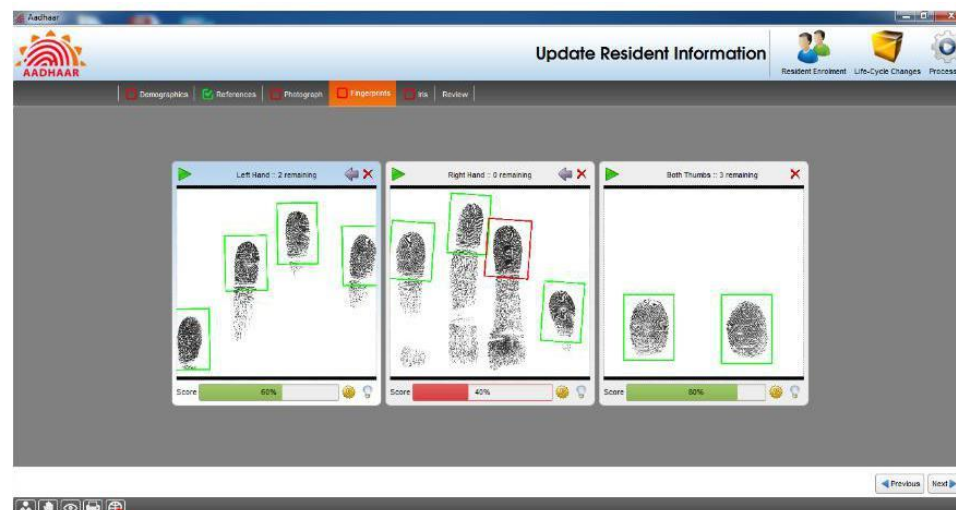 Aadhaar
AADHAAR
Update Resident Information
Resident Enrolment
Life-Cycle Changes
Process
Demographics
References
Photograph
Fingerprints
Iris
Review
Left Hand :: 2 remaining
Right Hand :: 0 remaining
Both Thumbs :: 3 remaining
Score
60%
Score
40%
Score
80%
Previous
Next